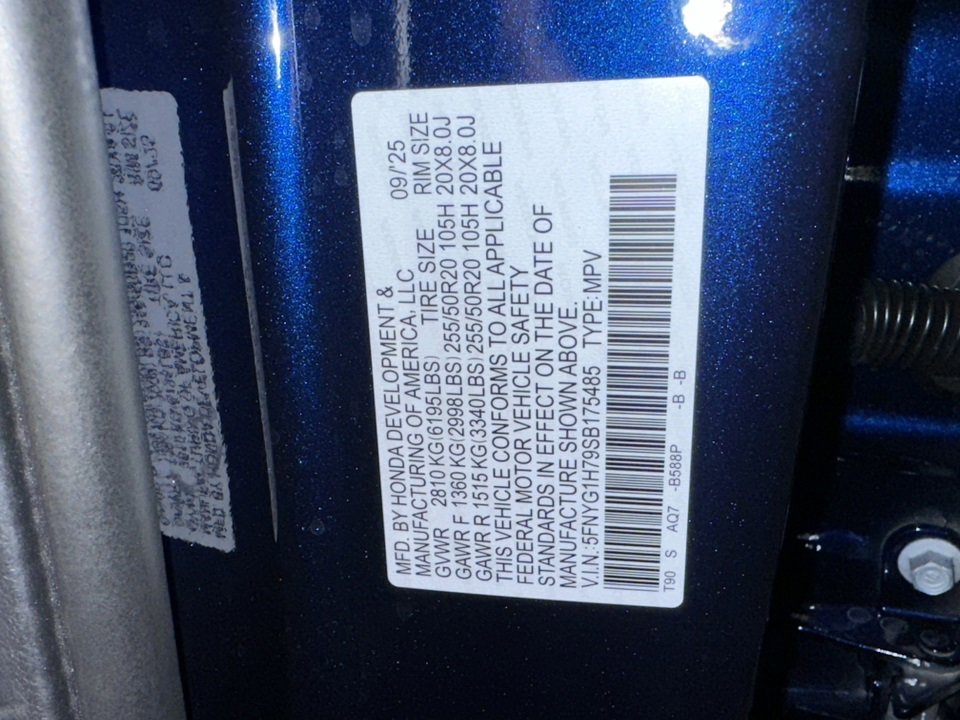 MFD. BY HONDA DEVELOPMENT &
MANUFACTURING OF AMERICA, LLC 09/'25
GVWR 2810 KG(6195LBS) TIRE SIZE RIM SIZE
GAWR F 1360 KG(2998LBS) 255/50R20 105H 20X8.0J
GAWR R 1515 KG(3340LBS) 255/50R20 105H 20X8.0J
THIS VEHICLE CONFORMS TO ALL APPLICABLE
FEDERAL MOTOR VEHICLE SAFETY
STANDARDS IN EFFECT ON THE DATE OF
MANUFACTURE SHOWN ABOVE.
V.I.N.:5FNYG1H79SB175485 TYPE:MPV
T90 S AQ7 -B588P -B -B